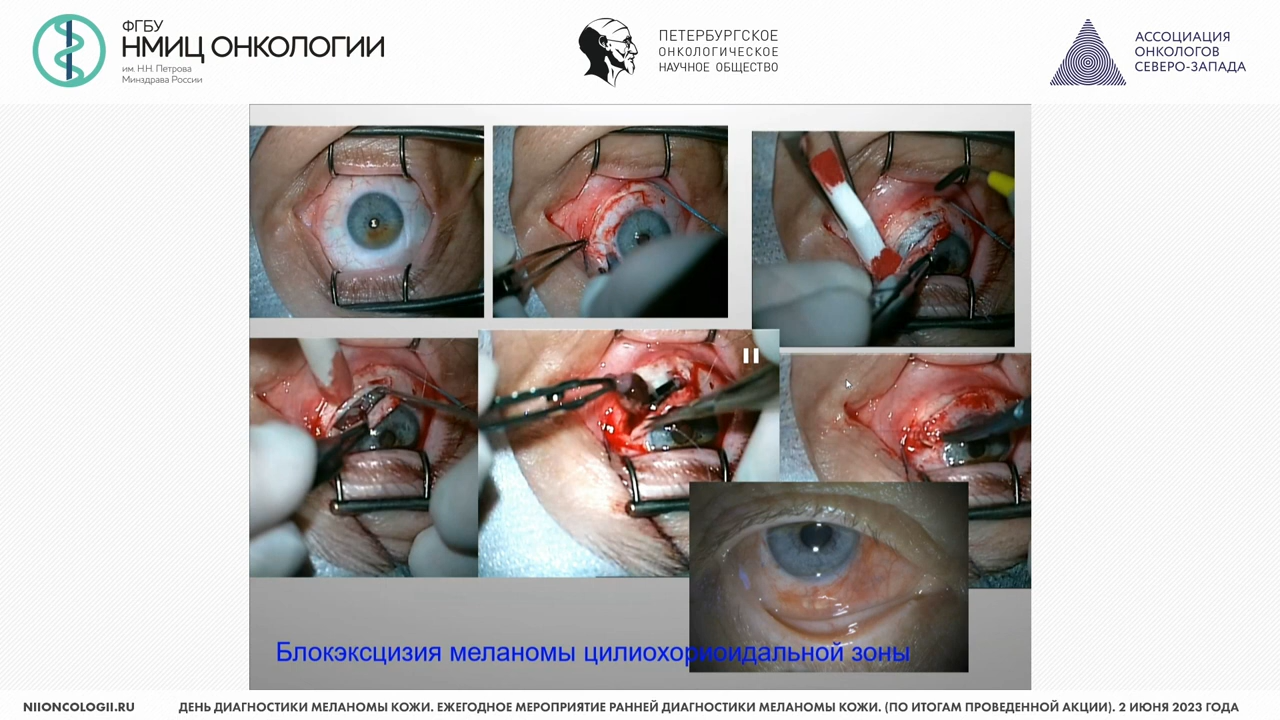 ФГБУ
НМИЦ ОНКОЛОГИИ
им. Н.Н. Петрова
Минздрава России
ПЕТЕРБУРГСКОЕ
ОНКОЛОГИЧЕСКОЕ
НАУЧНОЕ ОБЩЕСТВО
АССОЦИАЦИЯ
ОНКОЛОГОВ
СЕВЕРО-ЗАПАДА
Блокэксцизия меланомы цилиохориоидальной зоны
NIIONCOLOGII.RU
ДЕНЬ ДИАГНОСТИКИ МЕЛАНОМЫ КОЖИ. ЕЖЕГОДНОЕ МЕРОПРИЯТИЕ РАННЕЙ ДИАГНОСТИКИ МЕЛАНОМЫ КОЖИ. (ПО ИТОГАМ ПРОВЕДЕННОЙ АКЦИИ). 2 ИЮНЯ 2023 ГОДА